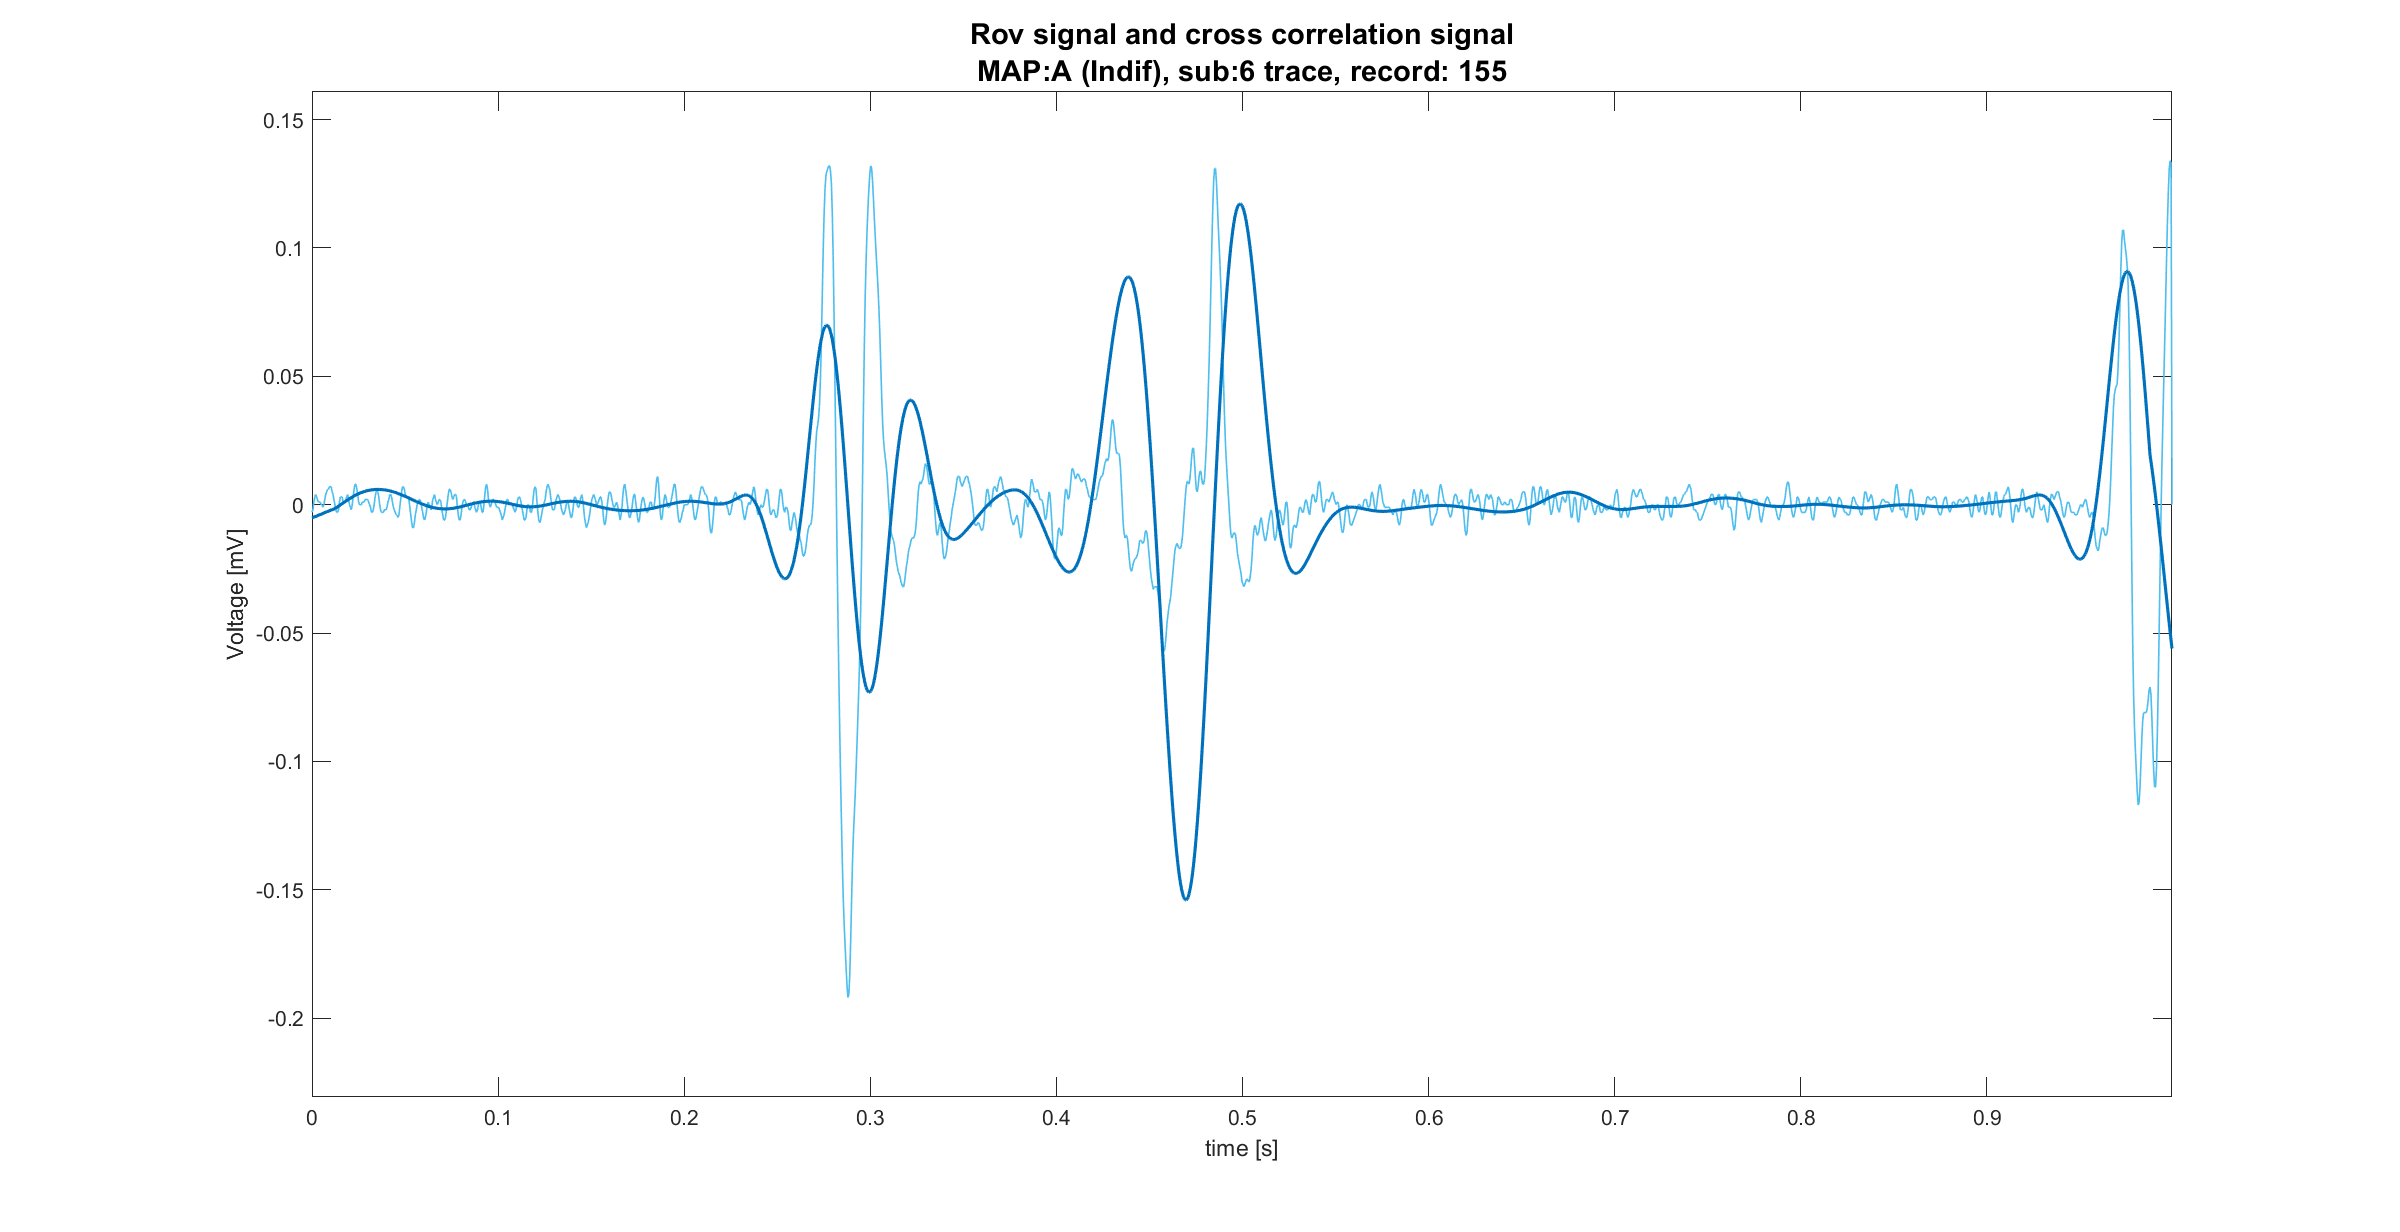 Rov signal and cross correlation signal
MAP:A (Indif), sub:6 trace, record: 155
0.15
0.1
0.05
0
-0.05
-0.1
-0.15
-0.2
Voltage [mV]
0 0.1 0.2 0.3 0.4 0.5 0.6 0.7 0.8 0.9
time [s]